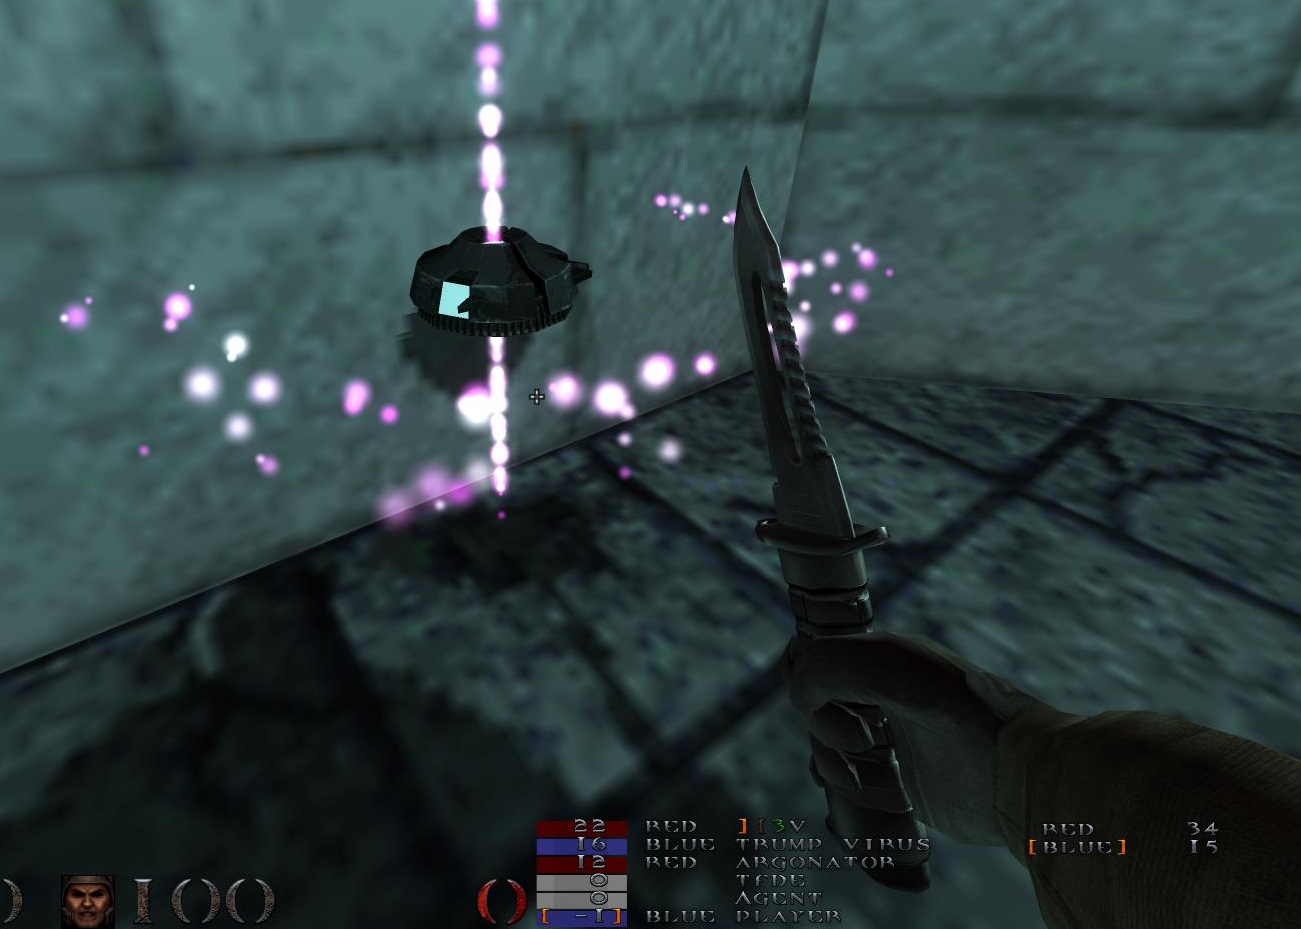 22 RED ]{3V
16 BLUE TRUMP VIRUS
12 RED ARGONATOR
0 TFDE
0 AGENT
[ -1] BLUE PLAYER
RED 34
[BLUE] 15
100
0